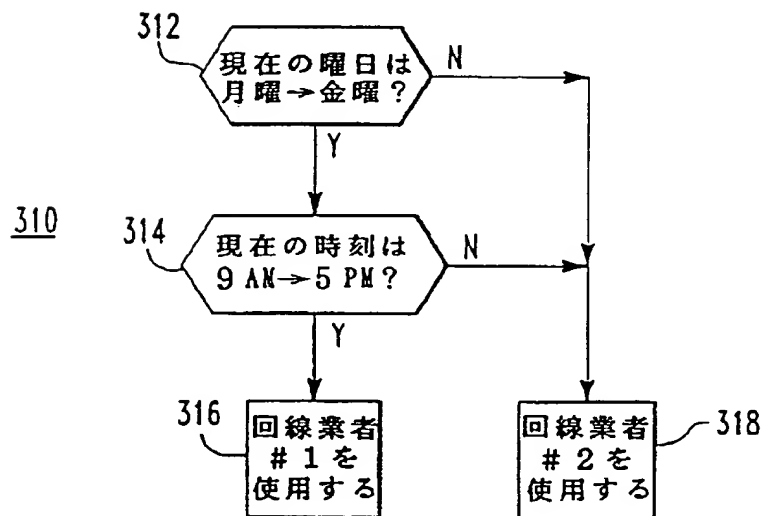 312
現在の曜日は
月曜→金曜?
N
Y
310
314
現在の時刻は
9 AM→5 PM?
N
Y
316
回線業者
#1を
使用する
回線業者
#2を
使用する
318